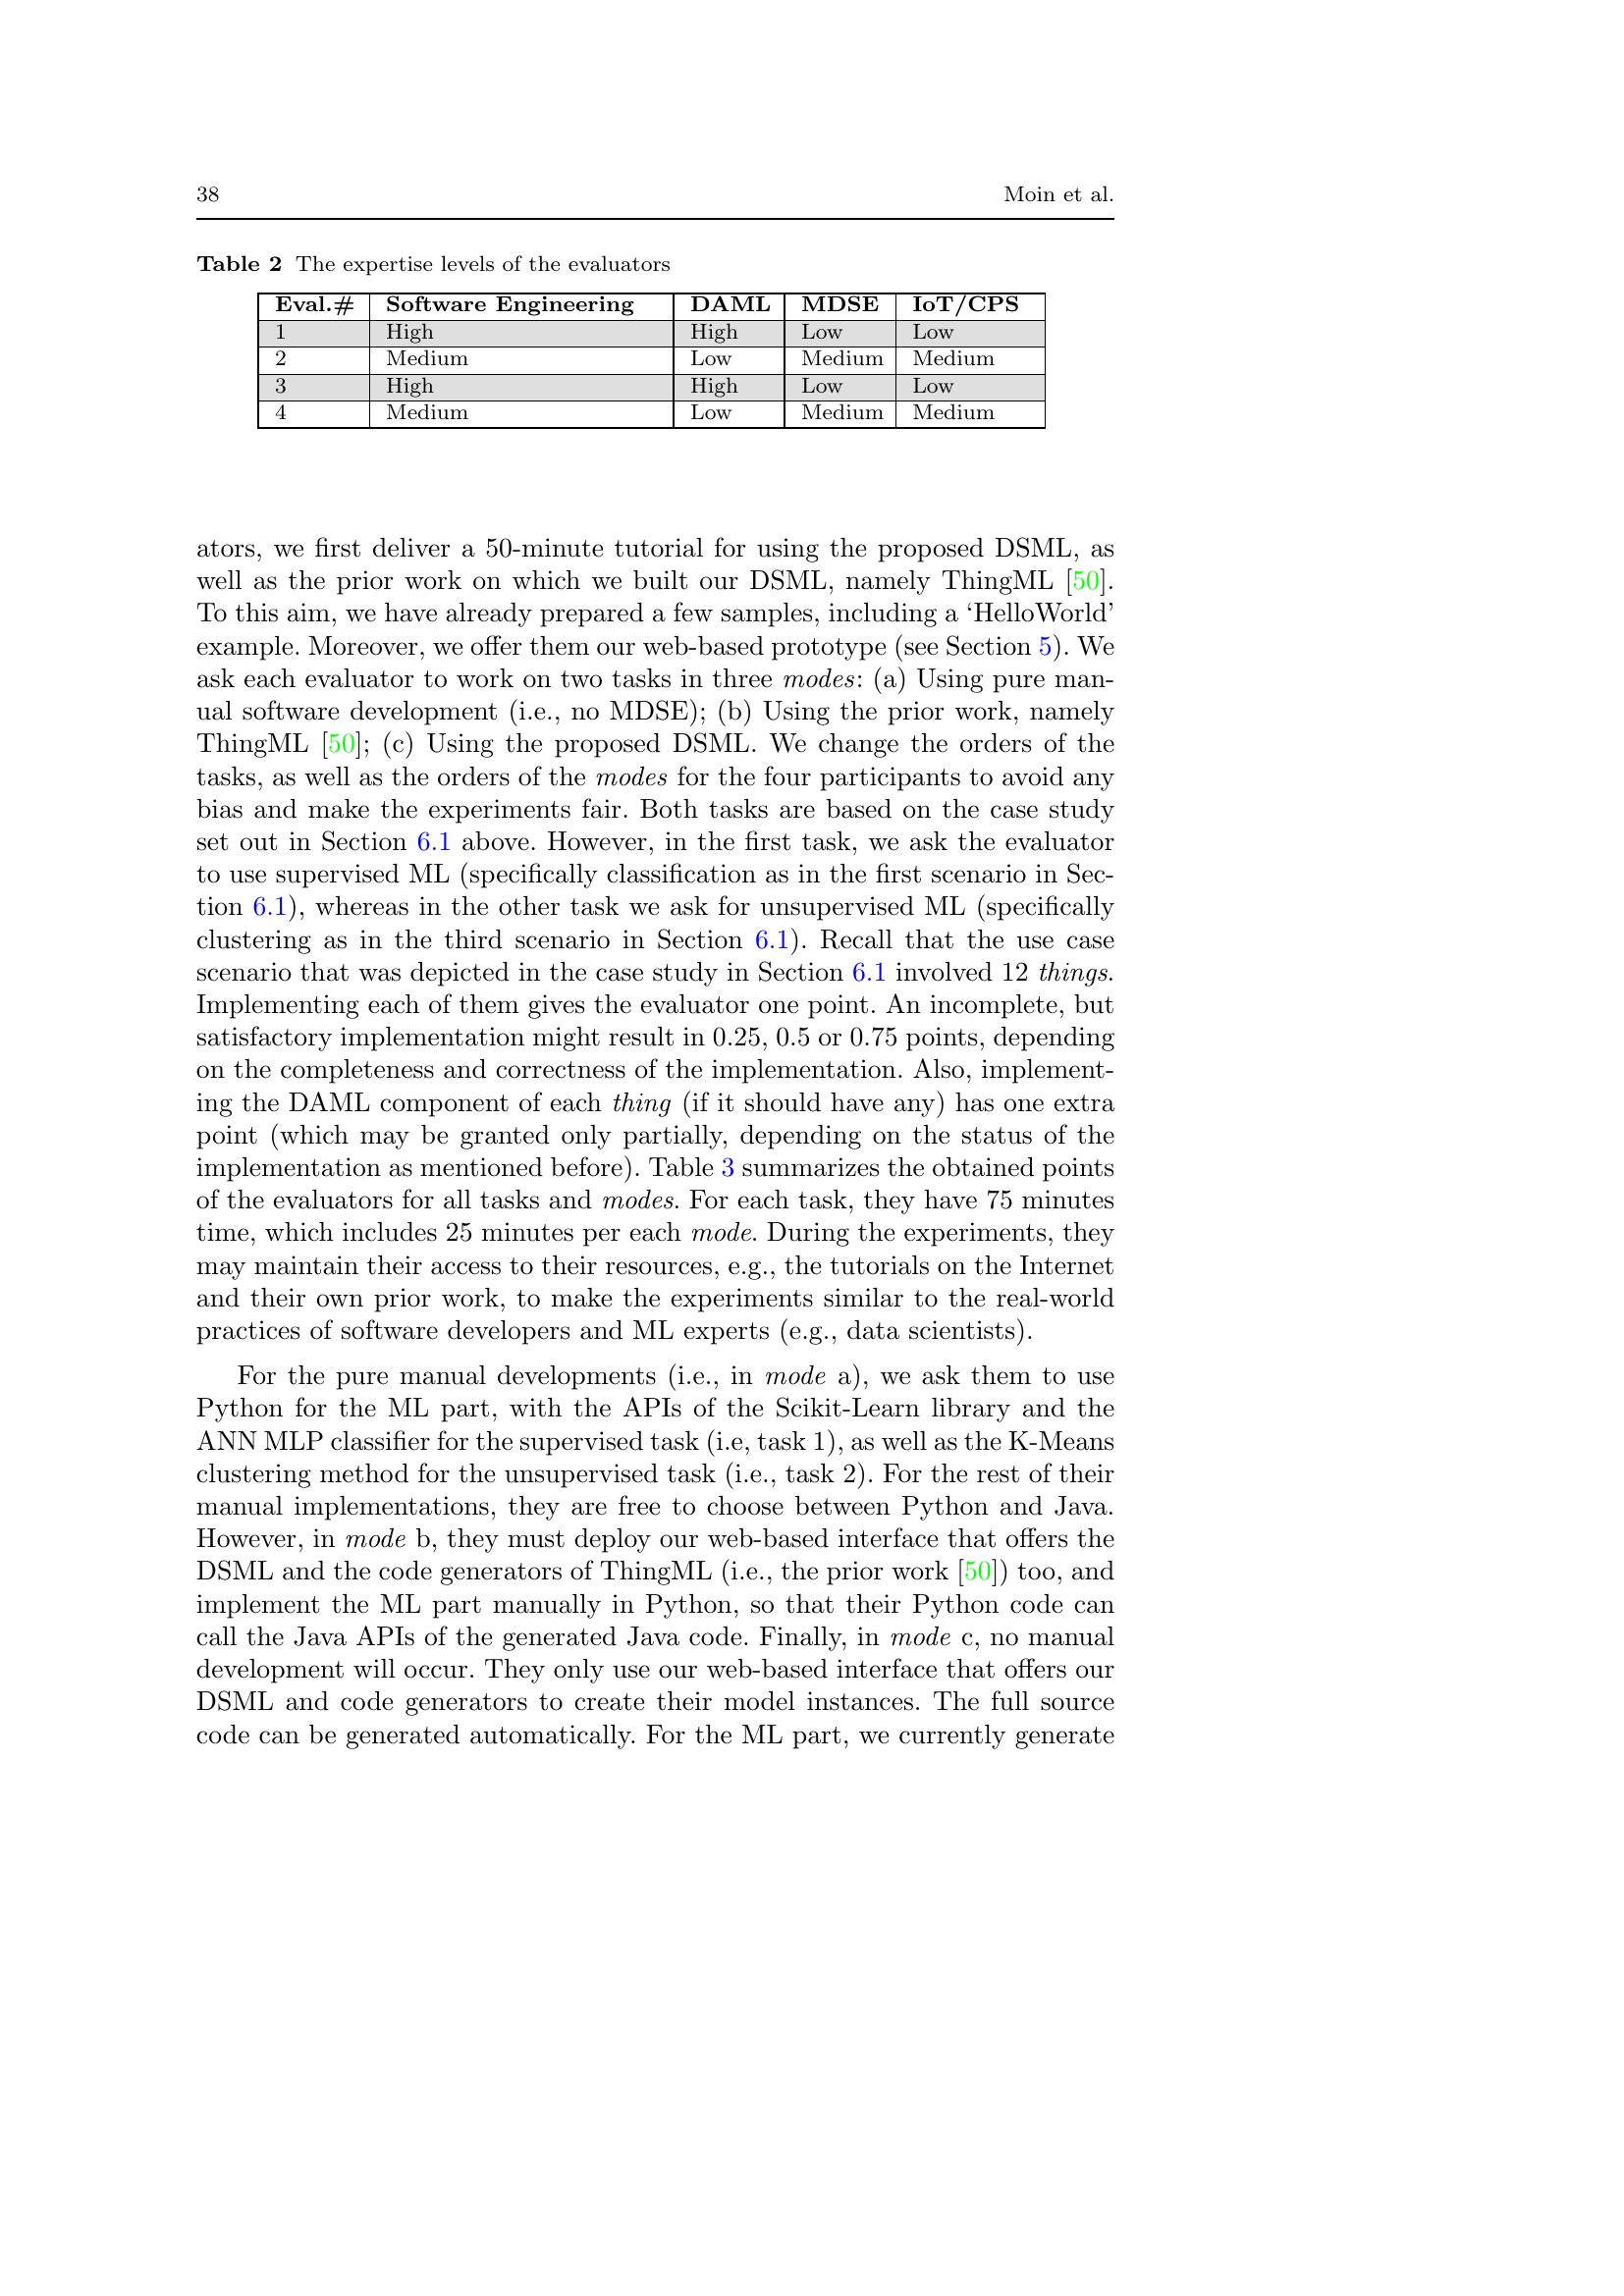 38
Moin et al.
Table 2 The expertise levels of the evaluators
Eval.# Software Engineering DAML MDSE IoT/CPS
1 High High Low Low
2 Medium Low Medium Medium
3 High High Low Low
4 Medium Low Medium Medium
ators, we first deliver a 50-minute tutorial for using the proposed DSML, as
well as the prior work on which we built our DSML, namely ThingML [50].
To this aim, we have already prepared a few samples, including a ‘HelloWorld’
example. Moreover, we offer them our web-based prototype (see Section 5). We
ask each evaluator to work on two tasks in three modes: (a) Using pure man-
ual software development (i.e., no MDSE); (b) Using the prior work, namely
ThingML [50]; (c) Using the proposed DSML. We change the orders of the
tasks, as well as the orders of the modes for the four participants to avoid any
bias and make the experiments fair. Both tasks are based on the case study
set out in Section 6.1 above. However, in the first task, we ask the evaluator
to use supervised ML (specifically classification as in the first scenario in Sec-
tion 6.1), whereas in the other task we ask for unsupervised ML (specifically
clustering as in the third scenario in Section 6.1). Recall that the use case
scenario that was depicted in the case study in Section 6.1 involved 12 things.
Implementing each of them gives the evaluator one point. An incomplete, but
satisfactory implementation might result in 0.25, 0.5 or 0.75 points, depending
on the completeness and correctness of the implementation. Also, implement-
ing the DAML component of each thing (if it should have any) has one extra
point (which may be granted only partially, depending on the status of the
implementation as mentioned before). Table 3 summarizes the obtained points
of the evaluators for all tasks and modes. For each task, they have 75 minutes
time, which includes 25 minutes per each mode. During the experiments, they
may maintain their access to their resources, e.g., the tutorials on the Internet
and their own prior work, to make the experiments similar to the real-world
practices of software developers and ML experts (e.g., data scientists).
For the pure manual developments (i.e., in mode a), we ask them to use
Python for the ML part, with the APIs of the Scikit-Learn library and the
ANN MLP classifier for the supervised task (i.e, task 1), as well as the K-Means
clustering method for the unsupervised task (i.e., task 2). For the rest of their
manual implementations, they are free to choose between Python and Java.
However, in mode b, they must deploy our web-based interface that offers the
DSML and the code generators of ThingML (i.e., the prior work [50]) too, and
implement the ML part manually in Python, so that their Python code can
call the Java APIs of the generated Java code. Finally, in mode c, no manual
development will occur. They only use our web-based interface that offers our
DSML and code generators to create their model instances. The full source
code can be generated automatically. For the ML part, we currently generate